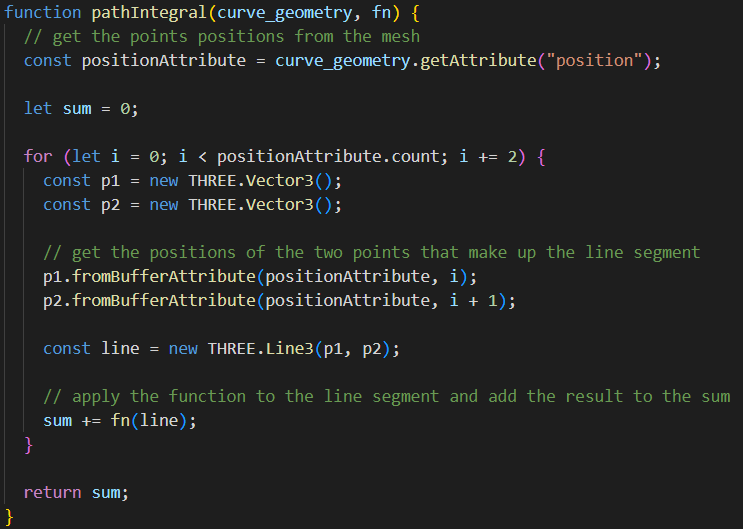 function pathIntegral(curve_geometry, fn) {
  // get the points positions from the mesh
  const positionAttribute = curve_geometry.getAttribute("position");

  let sum = 0;

  for (let i = 0; i < positionAttribute.count; i += 2) {
    const p1 = new THREE.Vector3();
    const p2 = new THREE.Vector3();

    // get the positions of the two points that make up the line segment
    p1.fromBufferAttribute(positionAttribute, i);
    p2.fromBufferAttribute(positionAttribute, i + 1);

    const line = new THREE.Line3(p1, p2);

    // apply the function to the line segment and add the result to the sum
    sum += fn(line);
  }

  return sum;
}